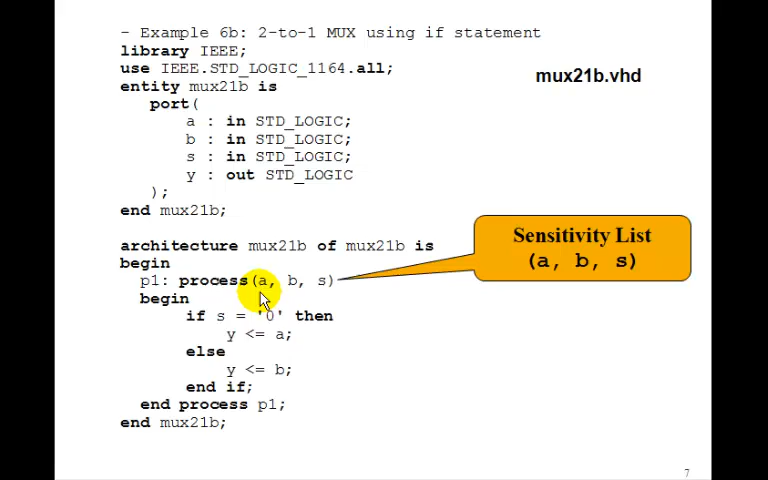 - Example 6b: 2-to-1 MUX using if statement
library IEEE;
use IEEE.STD_LOGIC_1164.all;
mux21b.vhd
entity mux21b is
port(
a : in STD_LOGIC;
b : in STD_LOGIC;
s : in STD_LOGIC;
y : out STD_LOGIC
);
end mux21b;
architecture mux21b of mux21b is
begin
p1: process(a, b, s)
begin
if s = '0' then
y <= a;
else
y <= b;
end if;
end process p1;
end mux21b;
Sensitivity List
(a, b, s)
7